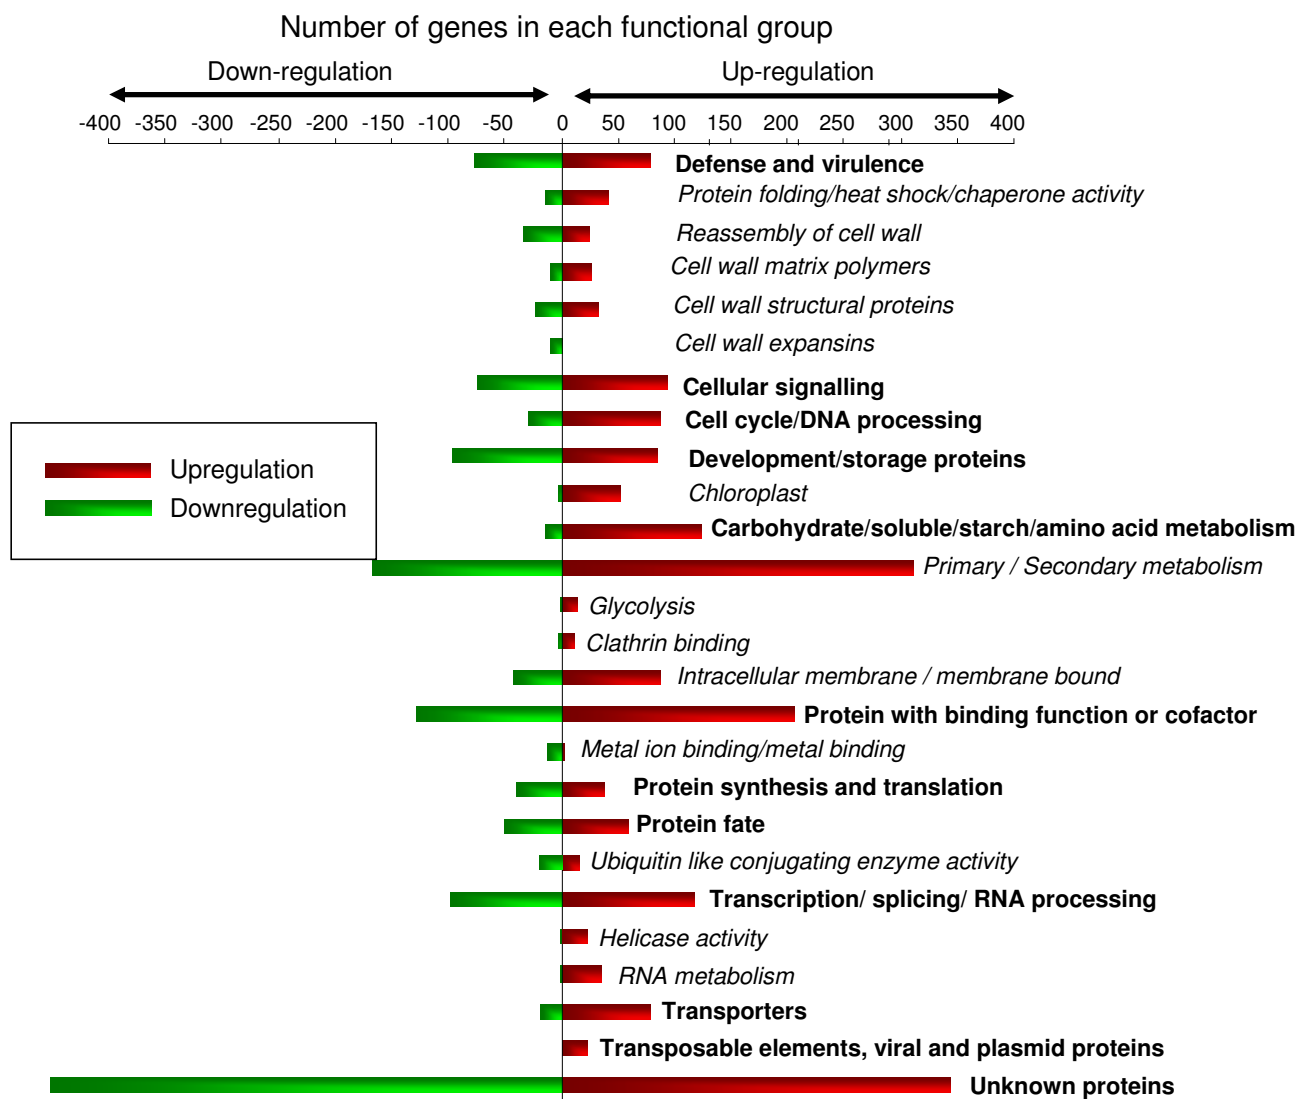 Number of genes in each functional group
Down-regulation
Up-regulation
-400 -350 -300 -250 -200 -150 -100 -50 0 50 100 150 200 250 300 350 400
Defense and virulence
Protein folding/heat shock/chaperone activity
Reassembly of cell wall
Cell wall matrix polymers
Cell wall structural proteins
Cell wall expansins
Cellular signalling
Cell cycle/DNA processing
Development/storage proteins
Upregulation
Downregulation
Chloroplast
Carbohydrate/soluble/starch/amino acid metabolism
Primary / Secondary metabolism
Glycolysis
Clathrin binding
Intracellular membrane / membrane bound
Protein with binding function or cofactor
Metal ion binding/metal binding
Protein synthesis and translation
Protein fate
Ubiquitin like conjugating enzyme activity
Transcription/ splicing/ RNA processing
Helicase activity
RNA metabolism
Transporters
Transposable elements, viral and plasmid proteins
Unknown proteins